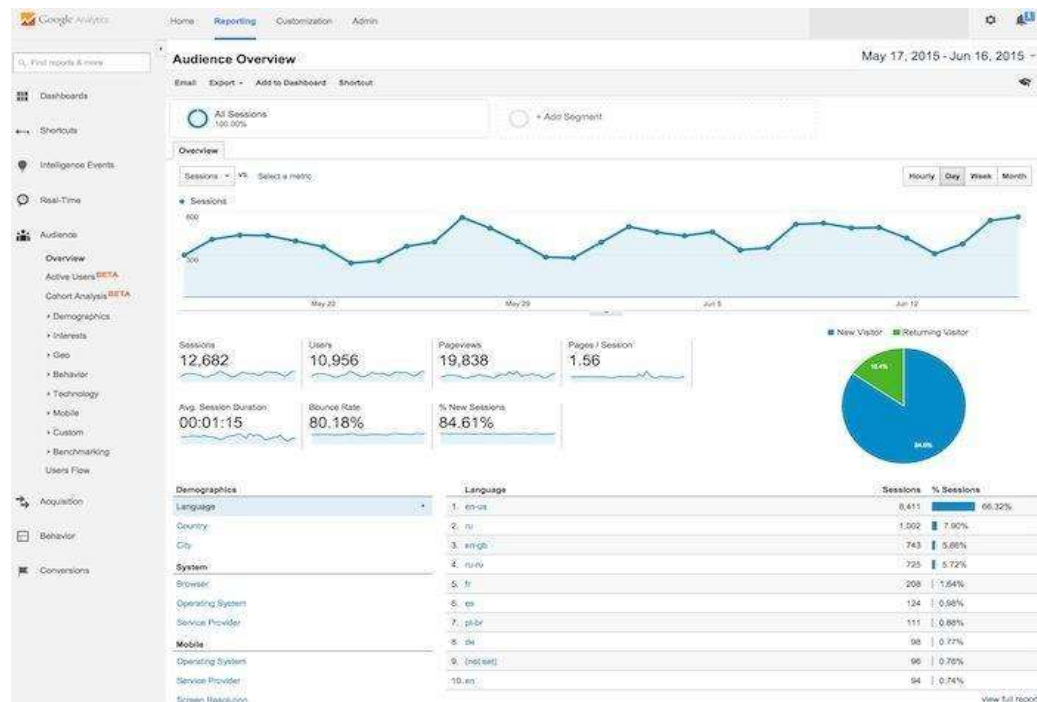 Google Analytics
Home Reporting Customization Admin
Find reports & more
Audience Overview
May 17, 2015 - Jun 16, 2015
Email Export Add to Dashboard Shortcut
Dashboards
Shortcuts
Intelligence Events
Real-Time
Audience
Overview
Active Users BETA
Cohort Analysis BETA
Demographics
Interests
Geo
Behavior
Technology
Mobile
Custom
Benchmarking
Users Flow
Acquisition
Behavior
Conversions
All Sessions
100.00%
+ Add Segment
Overview
Sessions VS. Select a metric
Hourly Day Week Month
Sessions
600
300
May 22 May 29 Jun 5 Jun 12
New Visitor Returning Visitor
Sessions
12,682
Users
10,956
Pageviews
19,838
Pages / Session
1.56
Avg. Session Duration
00:01:15
Bounce Rate
80.18%
% New Sessions
84.61%
Demographics
Language
Country
City
System
Browser
Operating System
Service Provider
Mobile
Operating System
Service Provider
Screen Resolution
Language Sessions % Sessions
1. en-us 8,411 66.32%
2. ru 1,002 7.90%
3. en-gb 743 5.86%
4. ru-ru 725 5.72%
5. fr 208 1.64%
6. es 124 0.98%
7. pt-br 111 0.88%
8. de 98 0.77%
9. (not set) 96 0.76%
10. en 94 0.74%
view full report